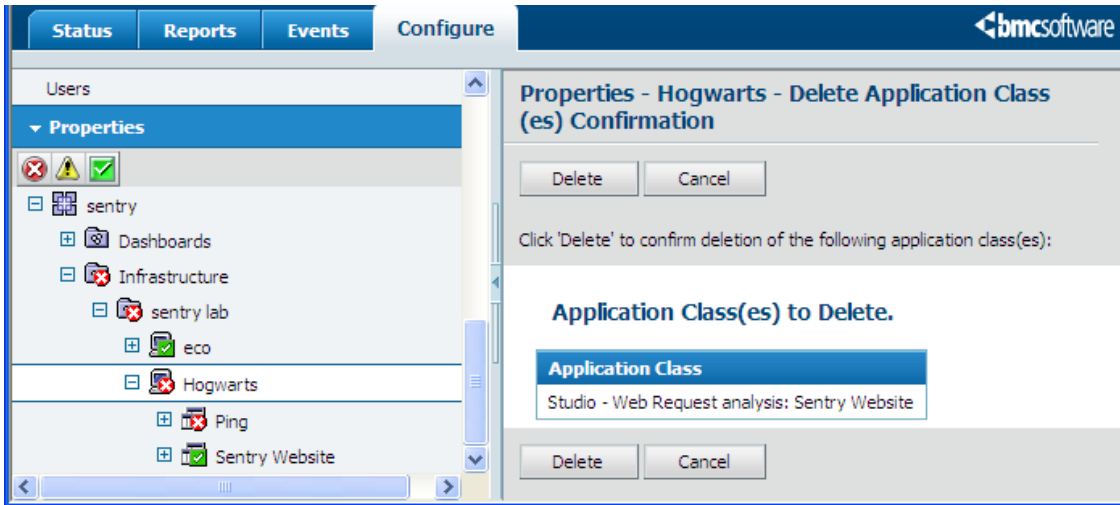 Status Reports Events Configure
bmcsoftware
Users
Properties
sentry
Dashboards
Infrastructure
sentry lab
eco
Hogwarts
Ping
Sentry Website
Properties - Hogwarts - Delete Application Class
(es) Confirmation
Delete Cancel
Click 'Delete' to confirm deletion of the following application class(es):
Application Class(es) to Delete.
Application Class
Studio - Web Request analysis: Sentry Website
Delete Cancel